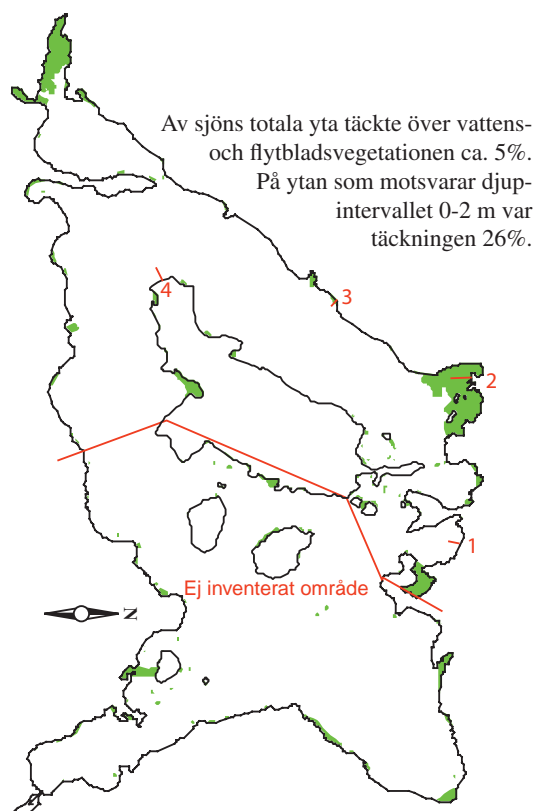 Av sjöns totala yta täckte över vattens-
och flytbladsvegetationen ca. 5%.
På ytan som motsvarar djup-
intervallet 0-2 m var
täckningen 26%.
4
3
2
1
Ej inventerat område
N